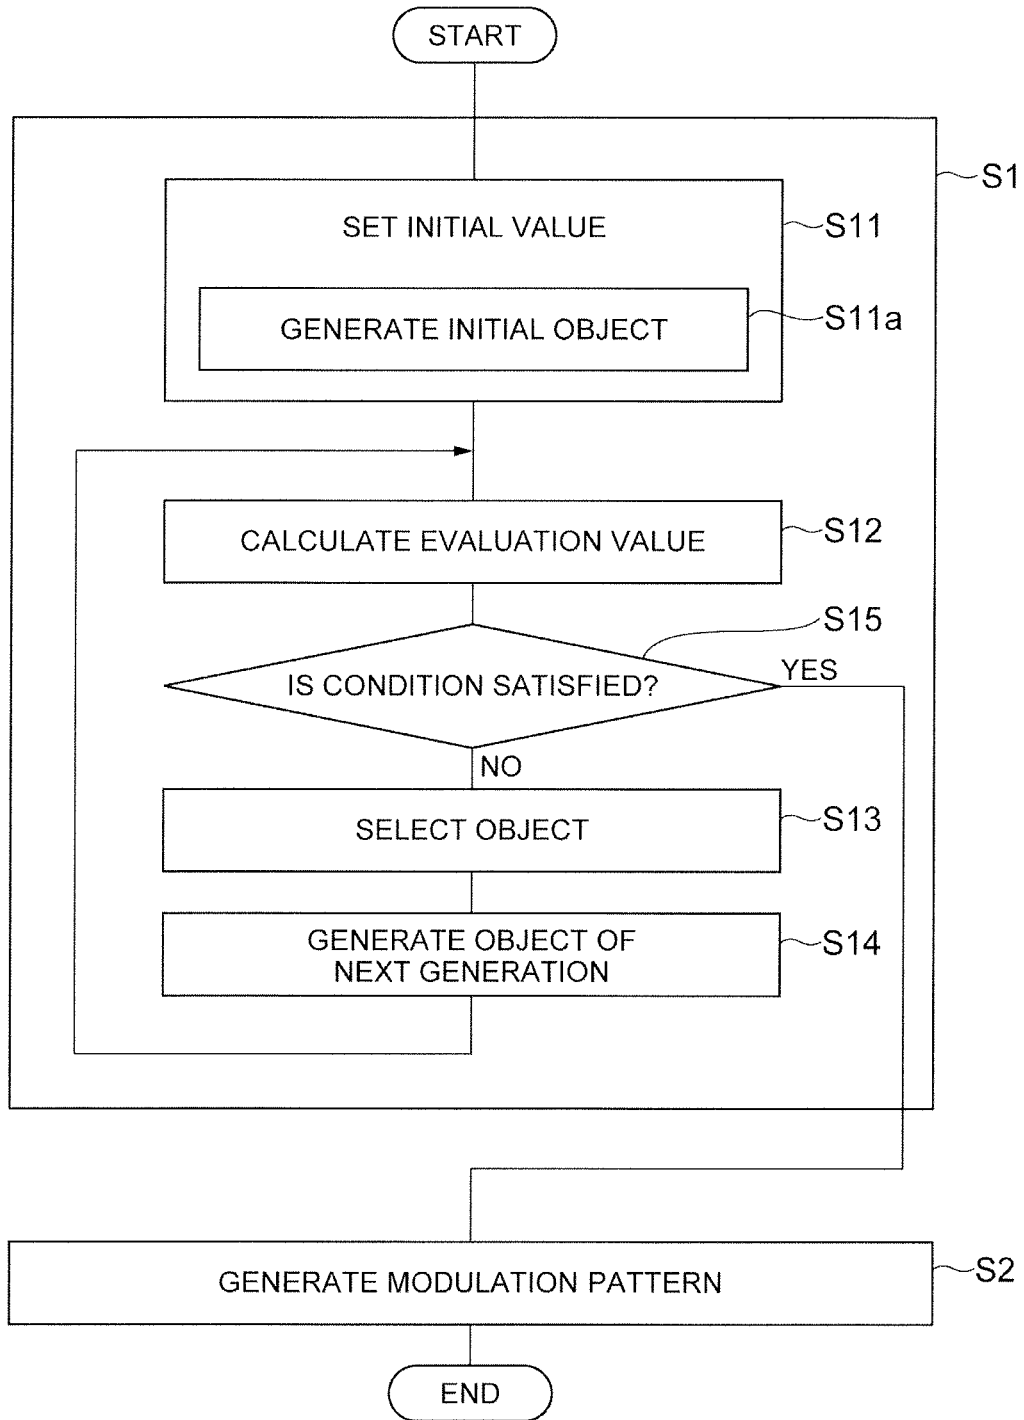 START
S1
SET INITIAL VALUE
S11
GENERATE INITIAL OBJECT
S11a
CALCULATE EVALUATION VALUE
S12
S15
IS CONDITION SATISFIED?
YES
NO
SELECT OBJECT
S13
GENERATE OBJECT OF
NEXT GENERATION
S14
GENERATE MODULATION PATTERN
S2
END